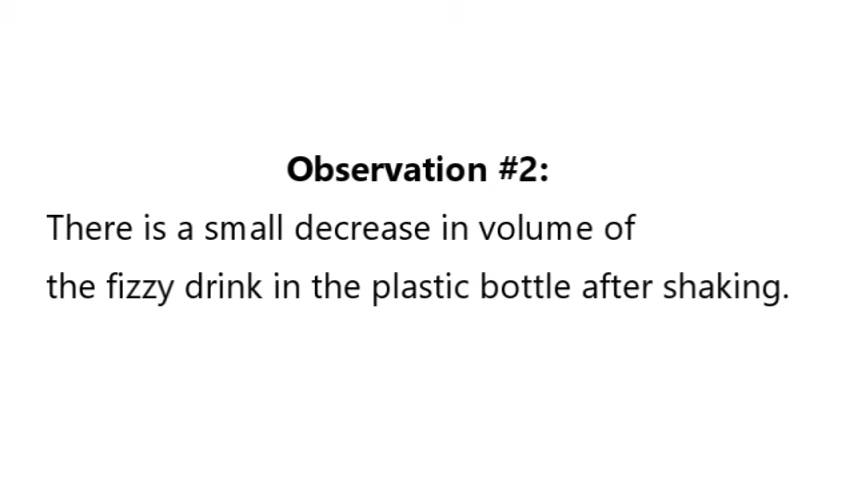 Observation #2:
There is a small decrease in volume of
the fizzy drink in the plastic bottle after shaking.